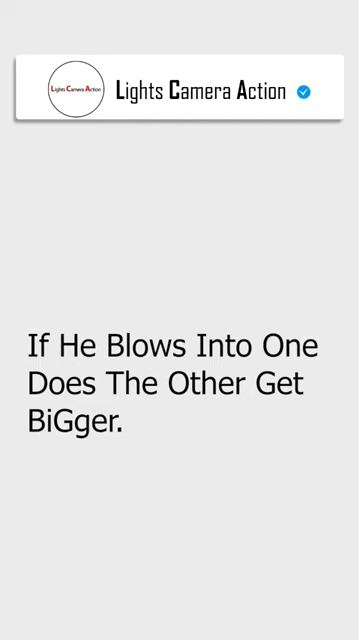 Lights Camera Action
Lights Camera Action
If He Blows Into One
Does The Other Get
BiGger.